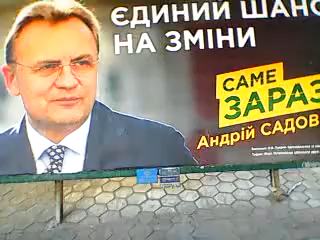 ЄДИНИЙ ШАНС
НА ЗМІНИ
САМЕ
ЗАРАЗ
Андрій САДОВ